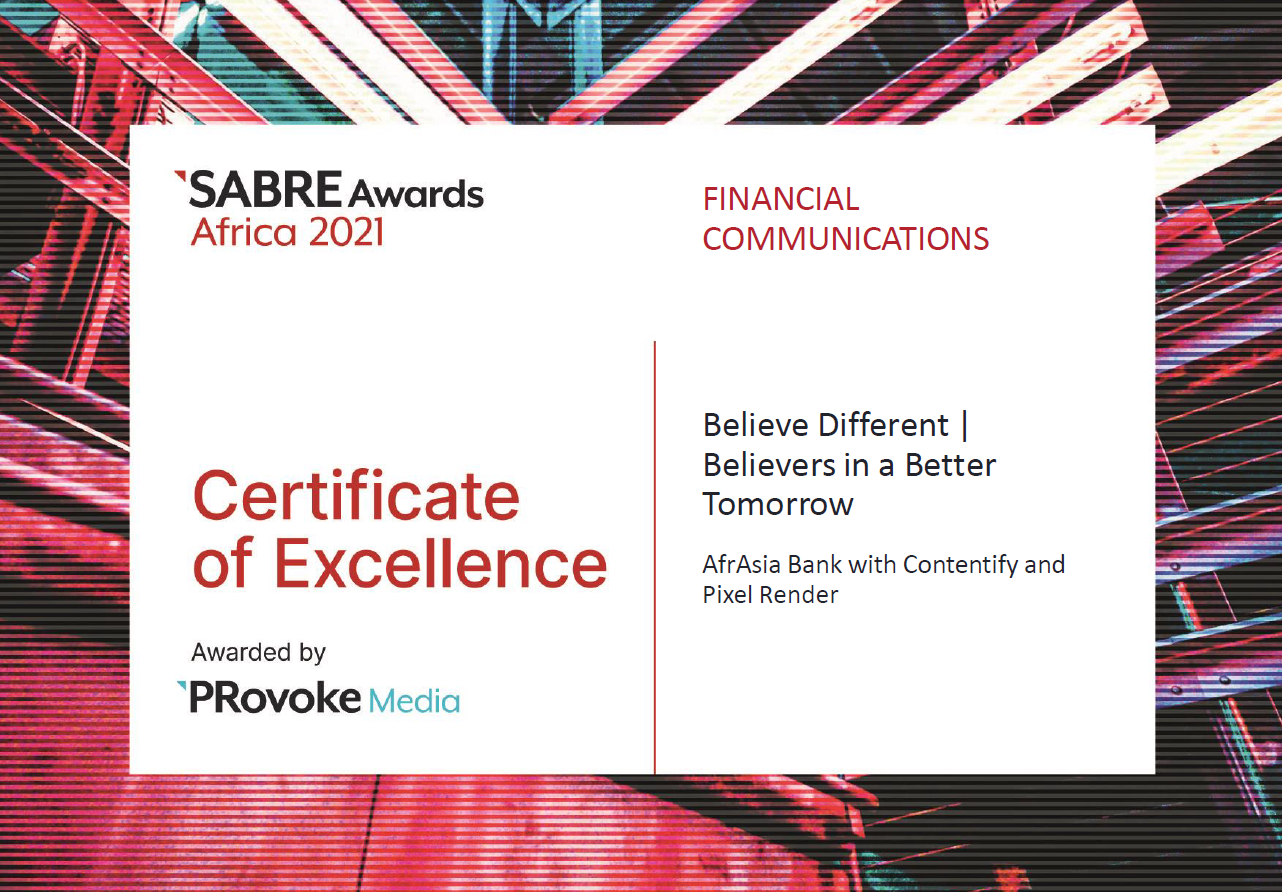 SABRE Awards
Africa 2021
FINANCIAL
COMMUNICATIONS
Certificate
of Excellence
Awarded by
PRovoke Media
Believe Different |
Believers in a Better
Tomorrow
AfrAsia Bank with Contentify and
Pixel Render